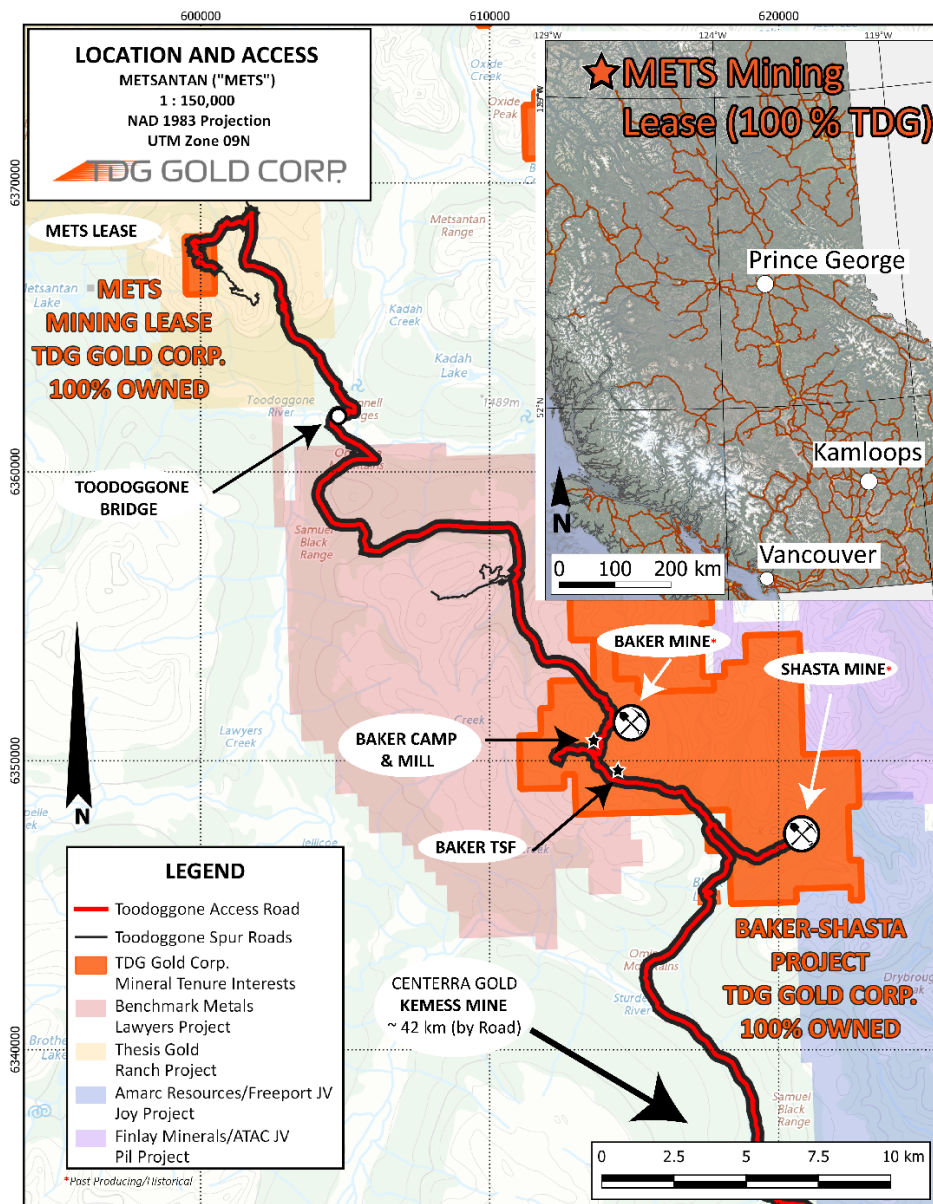 600000
610000
620000
LOCATION AND ACCESS
METSANTAN ("METS")
1 : 150,000
NAD 1983 Projection
UTM Zone 09N
TDG GOLD CORP.
Oxide
Creek
Oxide
Peak
129°W
124°W
119°W
METS Mining
Lease (100 % TDG)
Prince George
52°N
Kamloops
Vancouver
N
0 100 200 km
6370000
METS LEASE
Metsantan
Range
Metsantan
Lake
METS
MINING LEASE
TDG GOLD CORP.
100% OWNED
Kadah
Creek
Kadah
Lake
1489m
Toodoggone
River
TOODOGGONE
BRIDGE
6360000
Samuel
Black
Range
BAKER MINE*
SHASTA MINE*
Lawyers
Creek
Creek
BAKER CAMP
& MILL
6350000
BAKER TSF
Creek
N
LEGEND
Toodoggone Access Road
Toodoggone Spur Roads
TDG Gold Corp.
Mineral Tenure Interests
Benchmark Metals
Lawyers Project
Thesis Gold
Ranch Project
Amarc Resources/Freeport JV
Joy Project
Finlay Minerals/ATAC JV
Pil Project
*Past Producing/Historical
BAKER-SHASTA
PROJECT
TDG GOLD CORP.
100% OWNED
CENTERRA GOLD
KEMESS MINE
~ 42 km (by Road)
River
6340000
Samuel
Black
Range
0 2.5 5 7.5 10 km